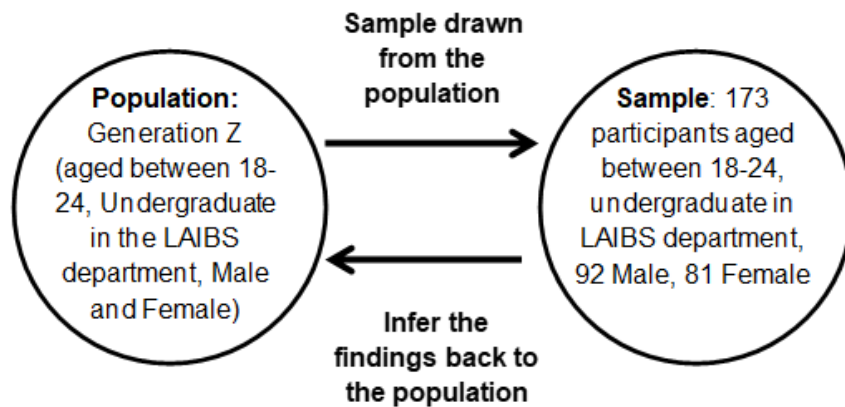 Sample drawn
from the
population
Population:
Generation Z
(aged between 18-
24, Undergraduate
in the LAIBS
department, Male
and Female)
Sample: 173
participants aged
between 18-24,
undergraduate in
LAIBS department,
92 Male, 81 Female
Infer the
findings back to
the population